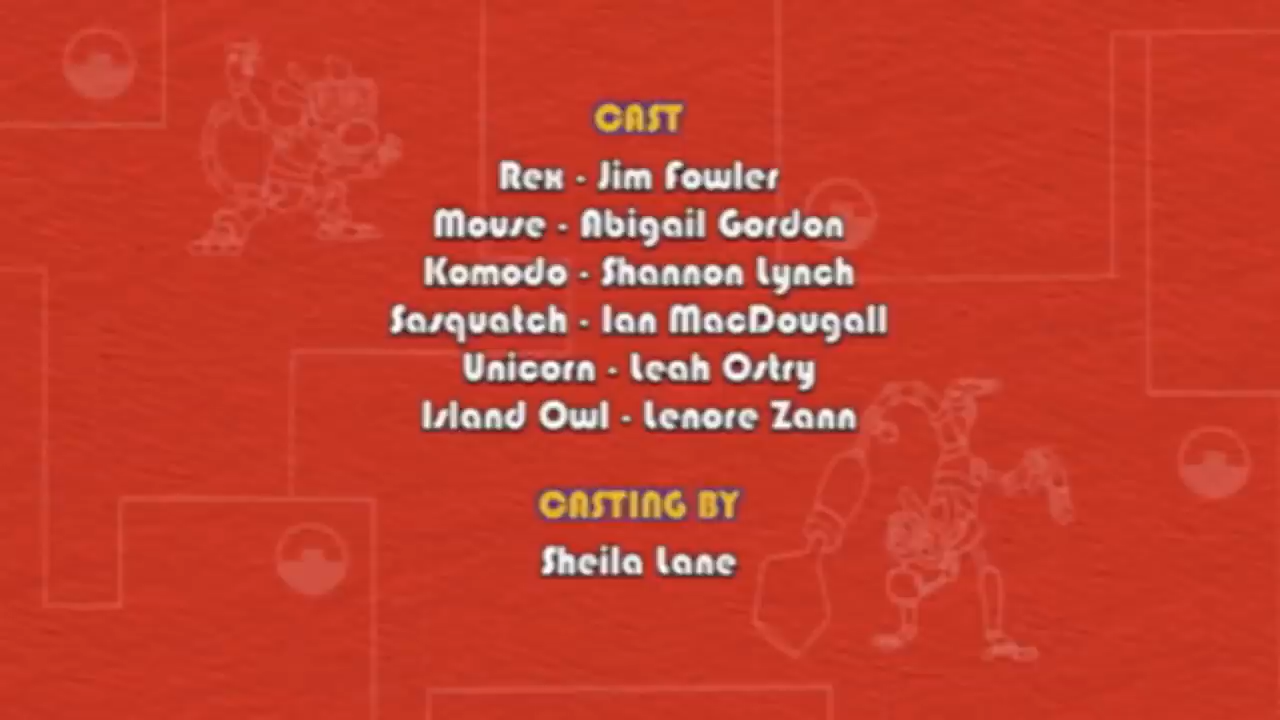 CAST
Rex - Jim Fowler
Mouse - Abigail Gordon
Komodo - Shannon Lynch
Sasquatch - Ian MacDougall
Unicorn - Leah Ostry
Island Owl - Lenore Zann
CASTING BY
Sheila Lane